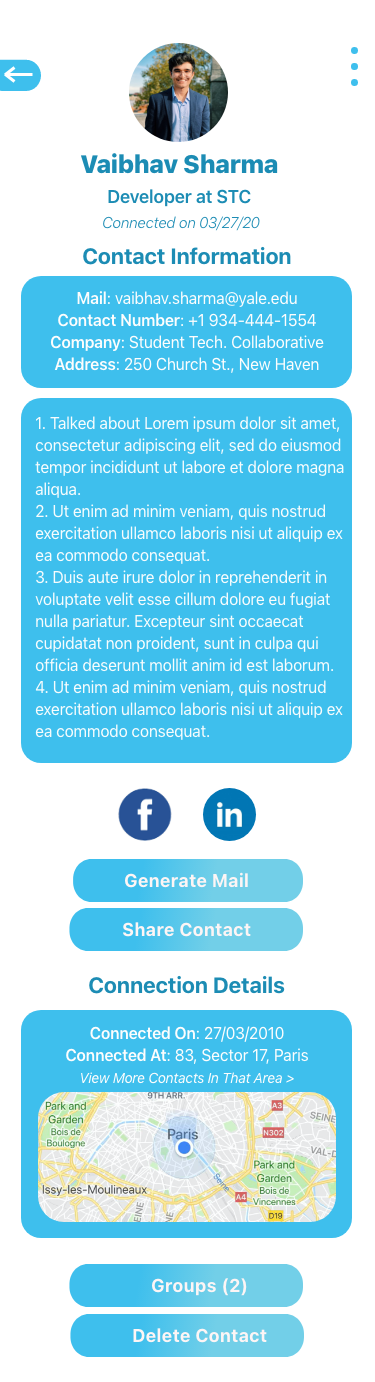 Vaibhav Sharma
Developer at STC
Connected on 03/27/20
Contact Information
Mail: vaibhav.sharma@yale.edu
Contact Number: +1 934-444-1554
Company: Student Tech. Collaborative
Address: 250 Church St., New Haven
1. Talked about Lorem ipsum dolor sit amet,
consectetur adipiscing elit, sed do eiusmod
tempor incididunt ut labore et dolore magna
aliqua.
2. Ut enim ad minim veniam, quis nostrud
exercitation ullamco laboris nisi ut aliquip ex
ea commodo consequat.
3. Duis aute irure dolor in reprehenderit in
voluptate velit esse cillum dolore eu fugiat
nulla pariatur. Excepteur sint occaecat
cupidatat non proident, sunt in culpa qui
officia deserunt mollit anim id est laborum.
4. Ut enim ad minim veniam, quis nostrud
exercitation ullamco laboris nisi ut aliquip ex
ea commodo consequat.
f in
Generate Mail
Share Contact
Connection Details
Connected On: 27/03/2010
Connected At: 83, Sector 17, Paris
View More Contacts In That Area >
9TH ARR.
Park and
Garden
Bois de
Boulogne
A3
SEINE
N302
Paris
VAL-D
Park and
Garden
Bois de
Vincennes
Seine
Issy-les-Moulineaux
A4
EINE
D19
Groups (2)
Delete Contact